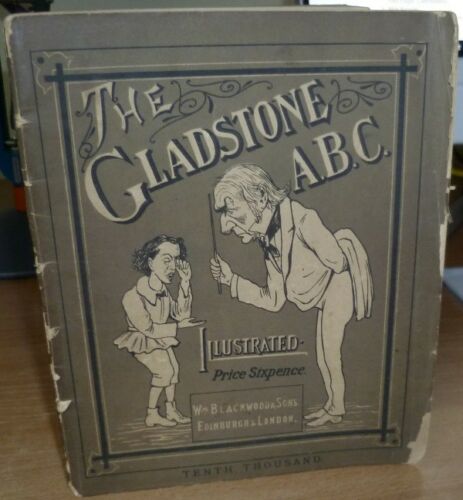 THE
GLADSTONE
A.B.C.
ILLUSTRATED.
Price Sixpence.
Wm BLACKWOOD & SONS
EDINBURGH & LONDON.
TENTH THOUSAND.